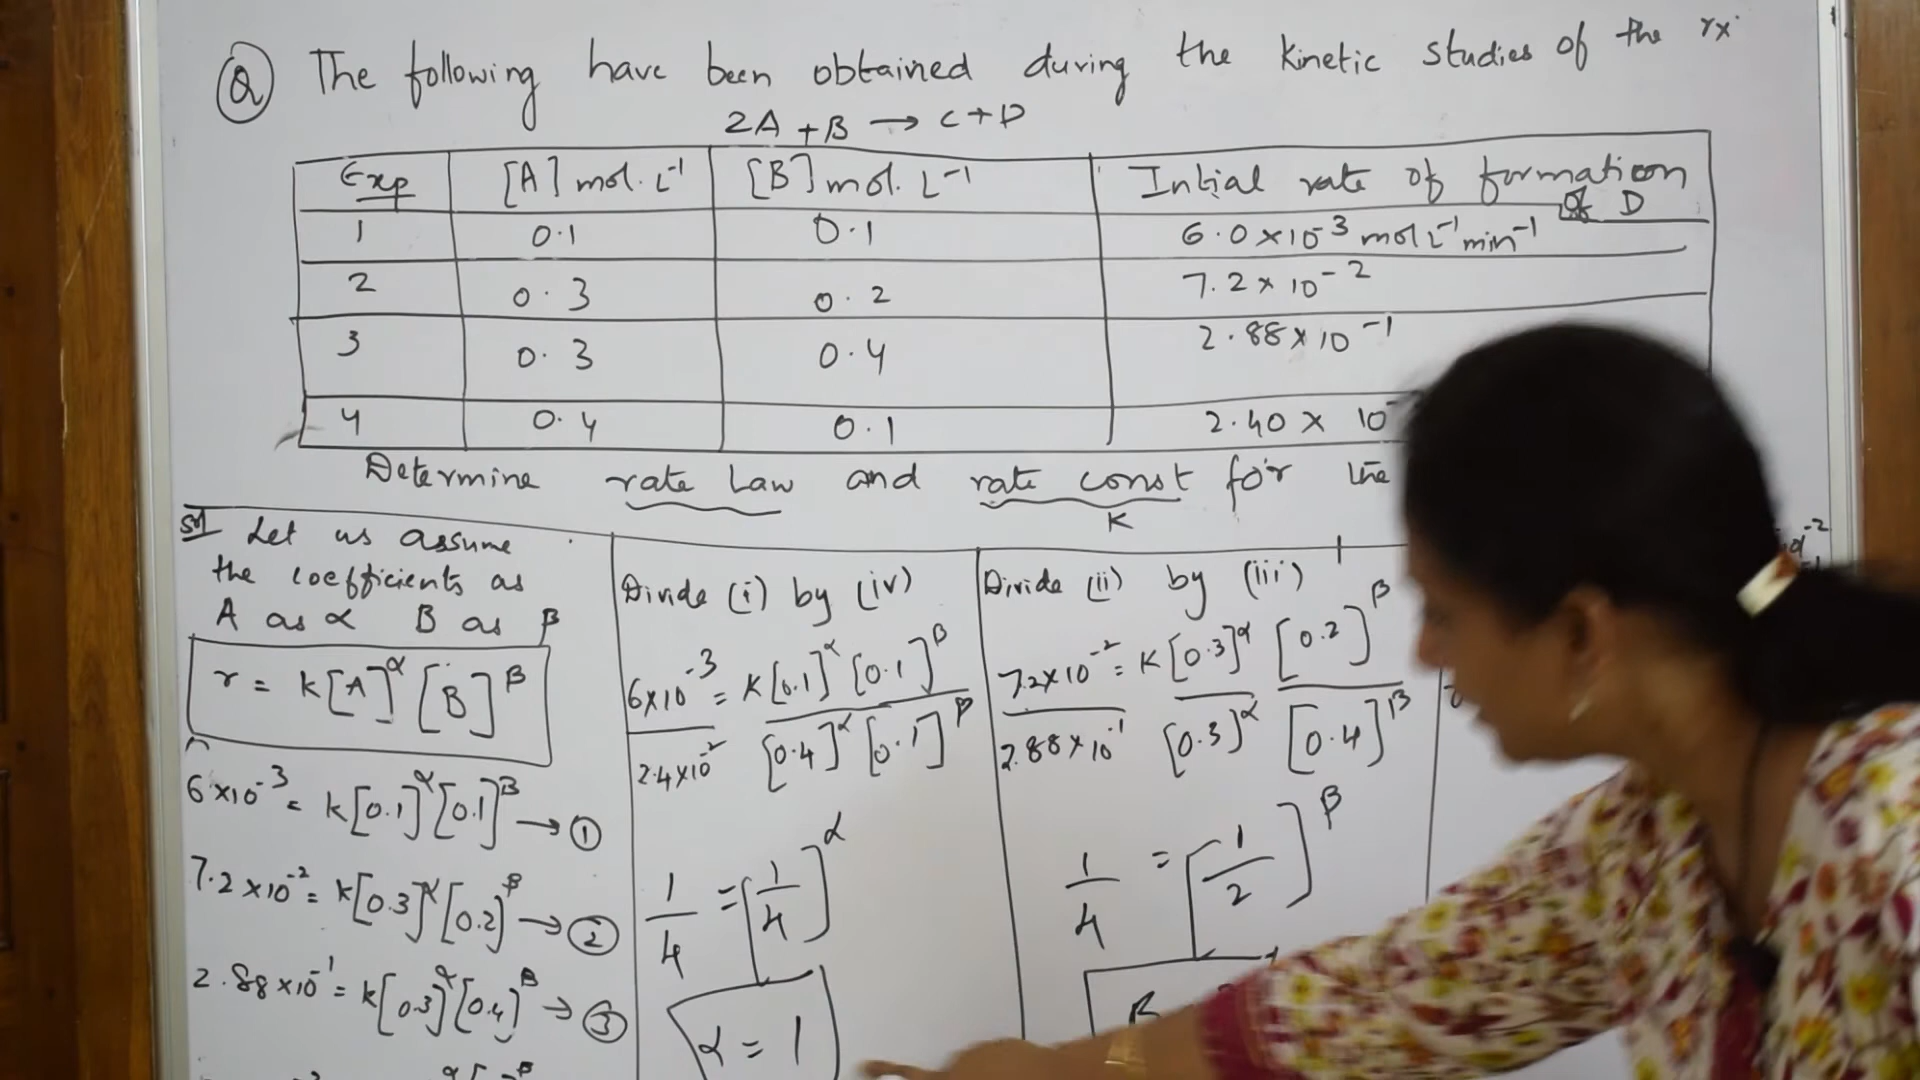 Q The following have been obtained during the kinetic studies of the rx
2A + B → C + D
Exp [A] mol. L⁻¹ [B] mol. L⁻¹ Intial rate of formation of D
1 0.1 0.1 6.0 × 10⁻³ mol L⁻¹ min⁻¹
2 0.3 0.2 7.2 × 10⁻²
3 0.3 0.4 2.88 × 10⁻¹
4 0.4 0.1 2.40 × 10
Determine rate law and rate const for the
K
Sol Let us assume
the coefficients as
A as α B as β
r = k[A]^α [B]^β
6×10⁻³ = k[0.1]^α [0.1]^β → ①
7.2×10⁻² = k[0.3]^α [0.2]^β → ②
2.88×10⁻¹ = k[0.3]^α [0.4]^β → ③
Divide (i) by (iv)
6×10⁻³ = k[0.1]^α [0.1]^β
2.4×10⁻² [0.4]^α [0.1]^β
1/4 = [1/4]^α
α = 1
Divide (ii) by (iii)
7.2×10⁻² = k[0.3]^α [0.2]^β
2.88×10⁻¹ [0.3]^α [0.4]^β
1/4 = [1/2]^β
β